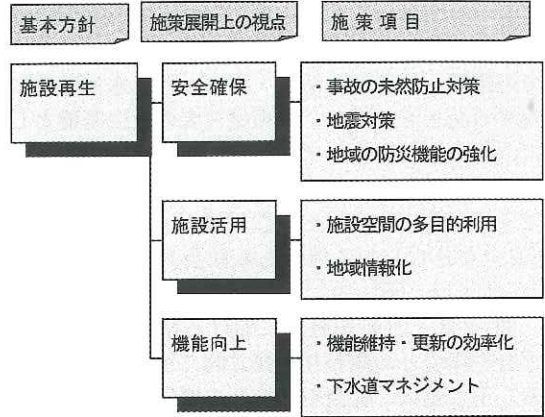 基本方針 施策展開上の視点 施策項目
施設再生
安全確保
・事故の未然防止対策
・地震対策
・地域の防災機能の強化
施設活用
・施設空間の多目的利用
・地域情報化
機能向上
・機能維持・更新の効率化
・下水道マネジメント